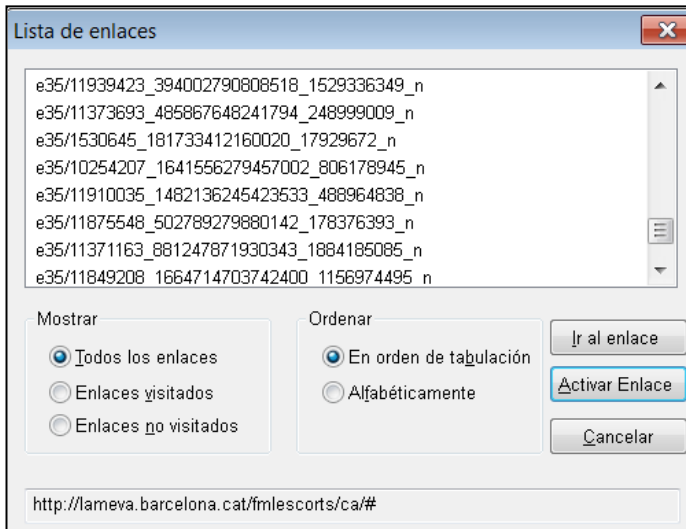 Lista de enlaces
e35/11939423_394002790808518_1529336349_n
e35/11373693_485867648241794_248999009_n
e35/1530645_181733412160020_17929672_n
e35/10254207_1641556279457002_806178945_n
e35/11910035_1482136245423533_488964838_n
e35/11875548_502789279880142_178376393_n
e35/11371163_881247871930343_1884185085_n
e35/11849208_1664714703742400_1156974495_n
Mostrar
Todos los enlaces
Enlaces visitados
Enlaces no visitados
Ordenar
En orden de tabulación
Alfabéticamente
Ir al enlace
Activar Enlace
Cancelar
http://lameva.barcelona.cat/fmlescorts/ca/#